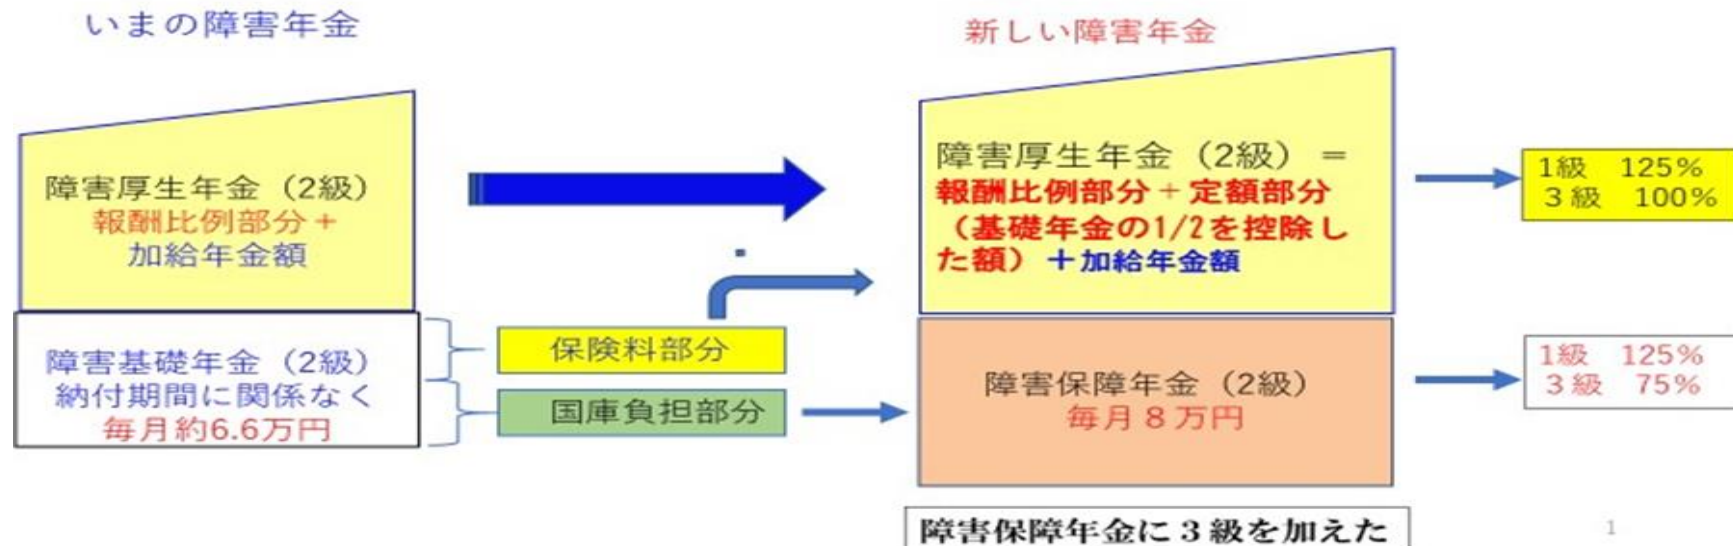 いまの障害年金
障害厚生年金（2級）
報酬比例部分＋
加給年金額
障害基礎年金（2級）
納付期間に関係なく
毎月約6.6万円
保険料部分
国庫負担部分
新しい障害年金
障害厚生年金（2級）＝
報酬比例部分＋定額部分
（基礎年金の1/2を控除し
た額）＋加給年金額
1級　125%
３級　100%
障害保障年金（2級）
毎月８万円
1級　125%
３級　75%
障害保障年金に３級を加えた
1